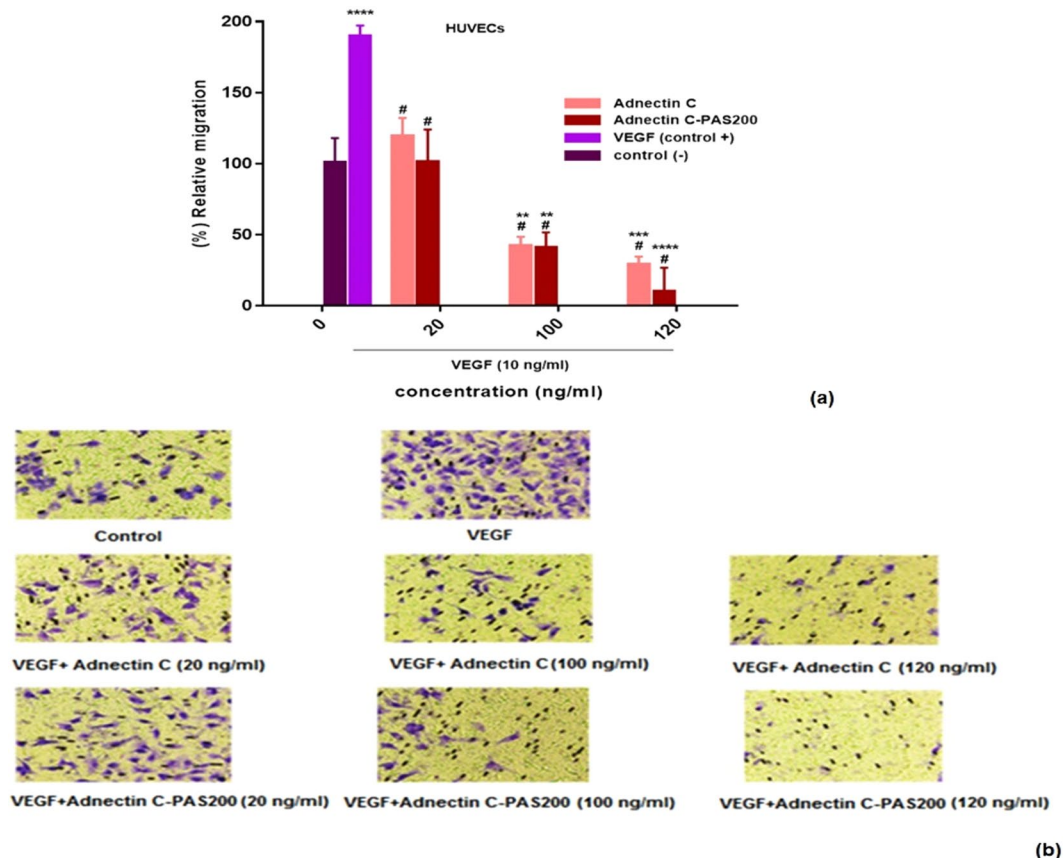 HUVECs
(%) Relative migration
200
150
100
50
0
****
#
#
**
#
**
#
***
#
****
#
Adnectin C
Adnectin C-PAS200
VEGF (control +)
control (-)
0
20
100
120
VEGF (10 ng/ml)
concentration (ng/ml)
(a)
Control
VEGF
VEGF+ Adnectin C (20 ng/ml)
VEGF+ Adnectin C (100 ng/ml)
VEGF+ Adnectin C (120 ng/ml)
VEGF+Adnectin C-PAS200 (20 ng/ml)
VEGF+Adnectin C-PAS200 (100 ng/ml)
VEGF+Adnectin C-PAS200 (120 ng/ml)
(b)